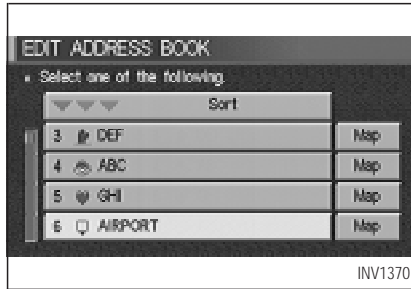 EDIT ADDRESS BOOK
Select one of the following.
Sort
3 DEF Map
4 ABC Map
5 GHI Map
6 AIRPORT Map
INV1370